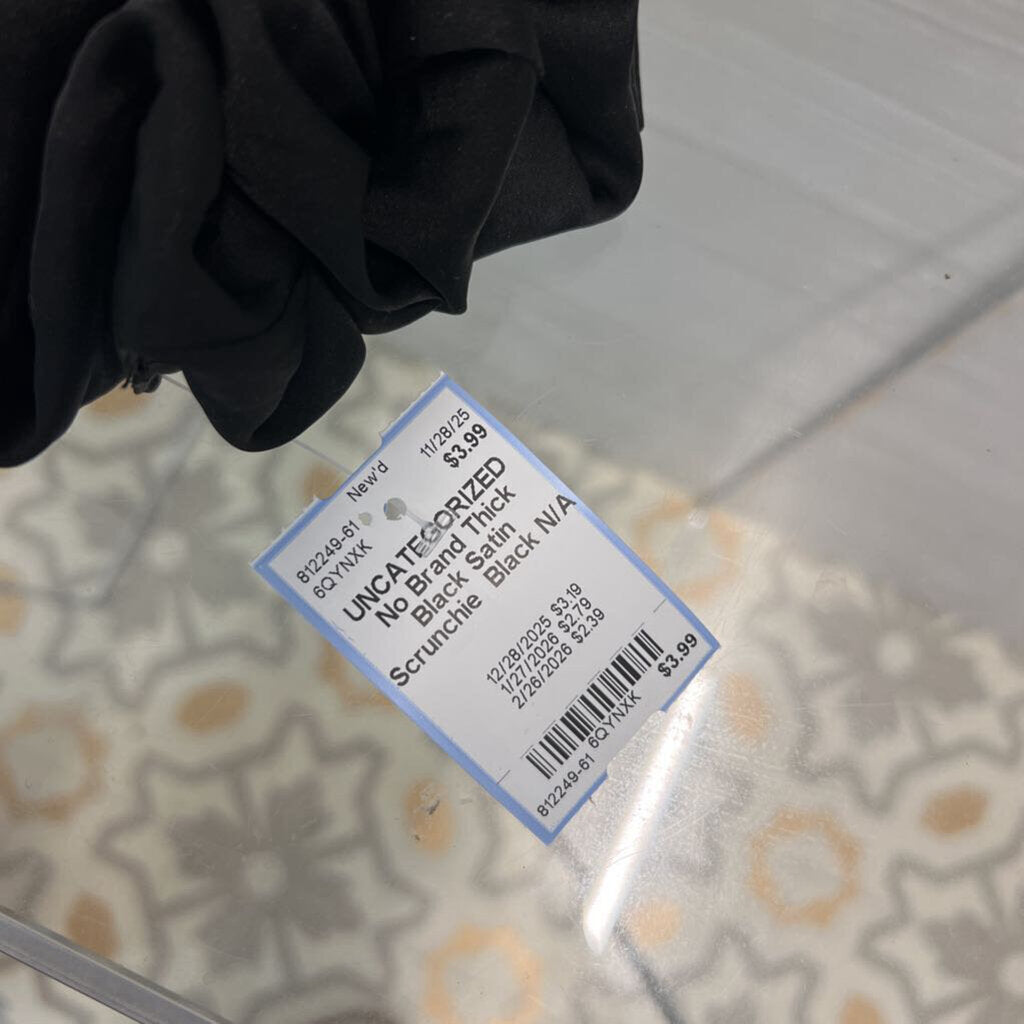 New'd 11/28/25
812249-61 $3.99
6QYNXK
UNCATEGORIZED
No Brand Thick
Black Satin
Scrunchie Black N/A
12/28/2025 $3.19
1/27/2026 $2.79
2/26/2026 $2.39
$3.99
812249-61 6QYNXK